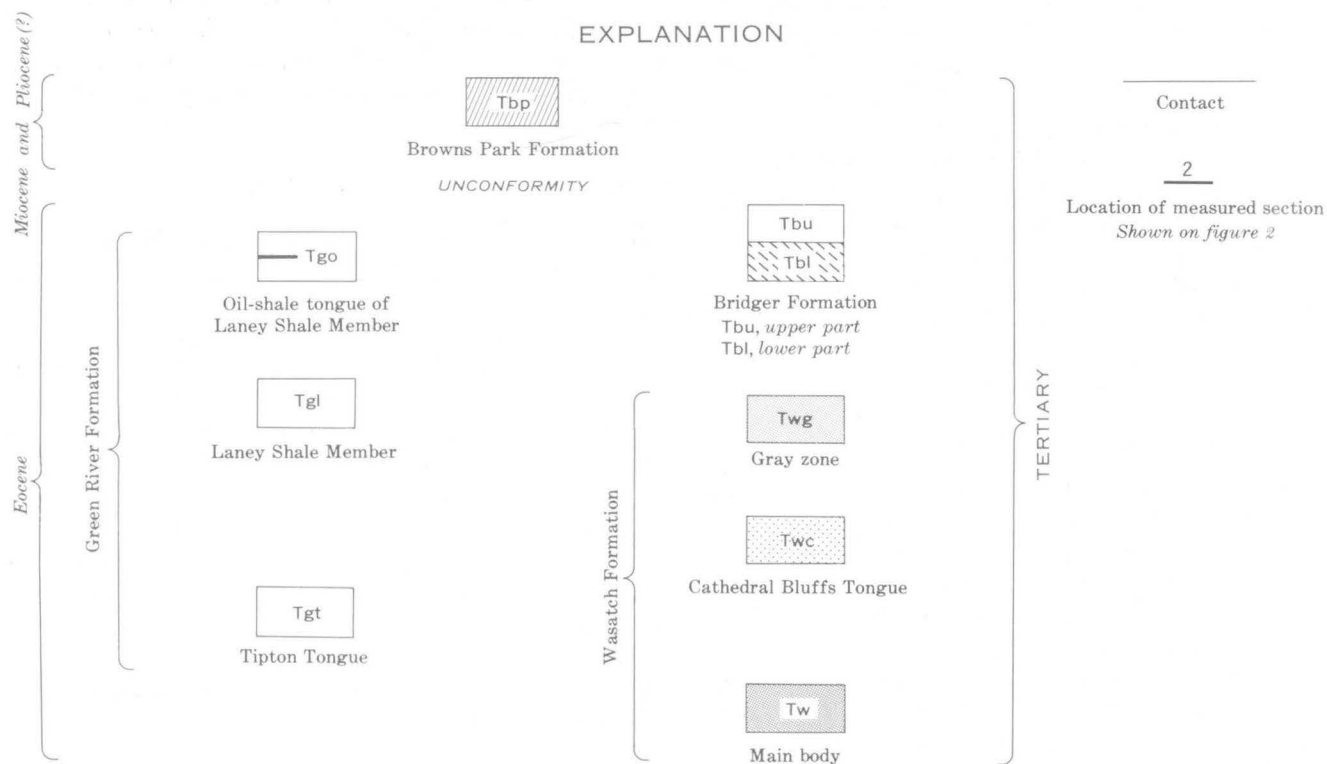 EXPLANATION
Miocene and Pliocene (?)
Tbp
Browns Park Formation
UNCONFORMITY
Eocene
Green River Formation
Tgo
Oil-shale tongue of
Laney Shale Member
Tgl
Laney Shale Member
Tgt
Tipton Tongue
Tbu
Tbl
Bridger Formation
Tbu, upper part
Tbl, lower part
Wasatch Formation
Twg
Gray zone
Twc
Cathedral Bluffs Tongue
Tw
Main body
TERTIARY
Contact
2
Location of measured section
Shown on figure 2